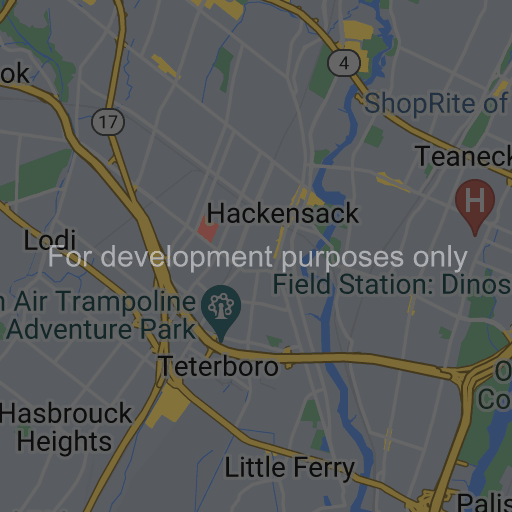 ok
4
ShopRite of
17
Teaneck
H
Hackensack
Lodi
For development purposes only
Field Station: Dinos
n Air Trampoline
Adventure Park
Teterboro
O
Co
Hasbrouck
Heights
Little Ferry
Palis